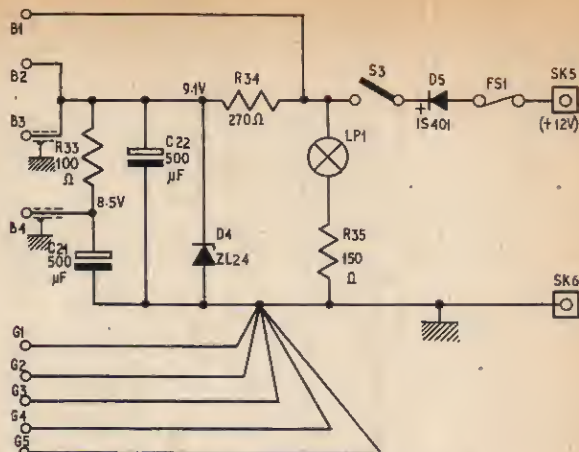 B1
B2
B3
B4
R33
100
Ω
8·5V
C21
500
µF
C22
500
µF
9·1V
R34
270Ω
D4
ZL24
S3
D5
+
IS401
FS1
SK5
(+12V)
LP1
R35
150
Ω
SK6
G1
G2
G3
G4
G5